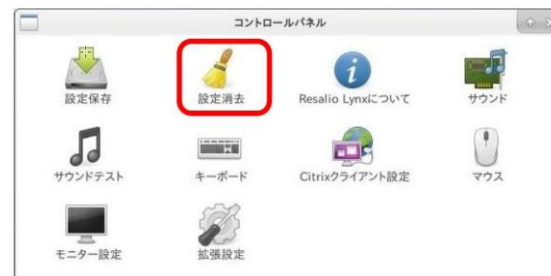 コントロールパネル
設定保存
設定消去
Resalio Lynxについて
サウンド
サウンドテスト
キーボード
Citrixクライアント設定
マウス
モニター設定
拡張設定